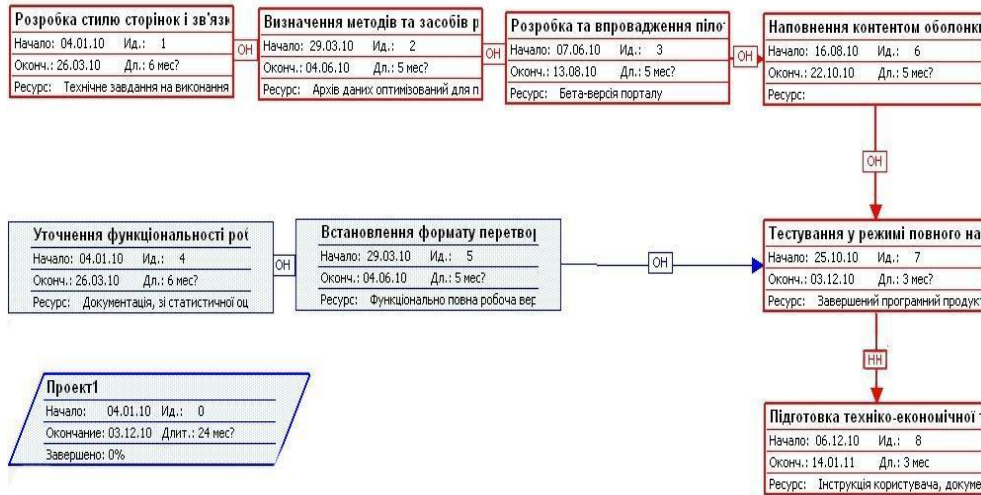 Розробка стилю сторінок і зв'язк
Начало: 04.01.10 Ид.: 1
Оконч.: 26.03.10 Дл.: 6 мес?
Ресурс: Технічне завдання на виконання
ОН
Визначення методів та засобів р
Начало: 29.03.10 Ид.: 2
Оконч.: 04.06.10 Дл.: 5 мес?
Ресурс: Архів даних оптимізований для п
ОН
Розробка та впровадження піло
Начало: 07.06.10 Ид.: 3
Оконч.: 13.08.10 Дл.: 5 мес?
Ресурс: Бета-версія порталу
ОН
Наповнення контентом оболонки
Начало: 16.08.10 Ид.: 6
Оконч.: 22.10.10 Дл.: 5 мес?
Ресурс:
ОН
Уточнення функціональності роб
Начало: 04.01.10 Ид.: 4
Оконч.: 26.03.10 Дл.: 6 мес?
Ресурс: Документація, зі статистичної оц
ОН
Встановлення формату перетвор
Начало: 29.03.10 Ид.: 5
Оконч.: 04.06.10 Дл.: 5 мес?
Ресурс: Функціонально повна робоча вер
ОН
Тестування у режимі повного на
Начало: 25.10.10 Ид.: 7
Оконч.: 03.12.10 Дл.: 3 мес?
Ресурс: Завершений програмний продукт
НН
Проект1
Начало: 04.01.10 Ид.: 0
Окончание: 03.12.10 Длит.: 24 мес?
Завершено: 0%
Підготовка техніко-економічної т
Начало: 06.12.10 Ид.: 8
Оконч.: 14.01.11 Дл.: 3 мес
Ресурс: Інструкція користувача, докуме